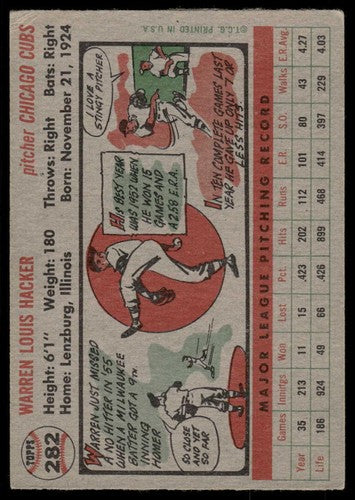 TOPPS
282
WARREN LOUIS HACKER
pitcher CHICAGO CUBS
Height: 6'1" Weight: 180 Throws: Right Bats: Right
Home: Lenzburg, Illinois Born: November 21, 1924
WARREN JUST MISSED
A NO HITTER IN '55
WHEN A MILWAUKEE
BATTER GOT A 9TH
INNING
HOMER
SO CLOSE
AND YET
SO FAR
HIS BEST YEAR
WAS 1952 WHEN
HE WON 15
GAMES AND
A 2.58 E.R.A.
I LOVE A
STINGY PITCHER
IN TEN COMPLETE GAMES LAST
YEAR HE GAVE UP ONLY 7 OR
LESS HITS
MAJOR LEAGUE PITCHING RECORD
Games Innings Won Lost Pct. Hits Runs E.R. S.O. Walks E.Av.
Year 35 213 11 15 .423 202 112 101 80 43 4.27
Life 186 924 49 66 .426 899 468 414 397 229 4.03
© T.C.G. PRINTED IN U.S.A.